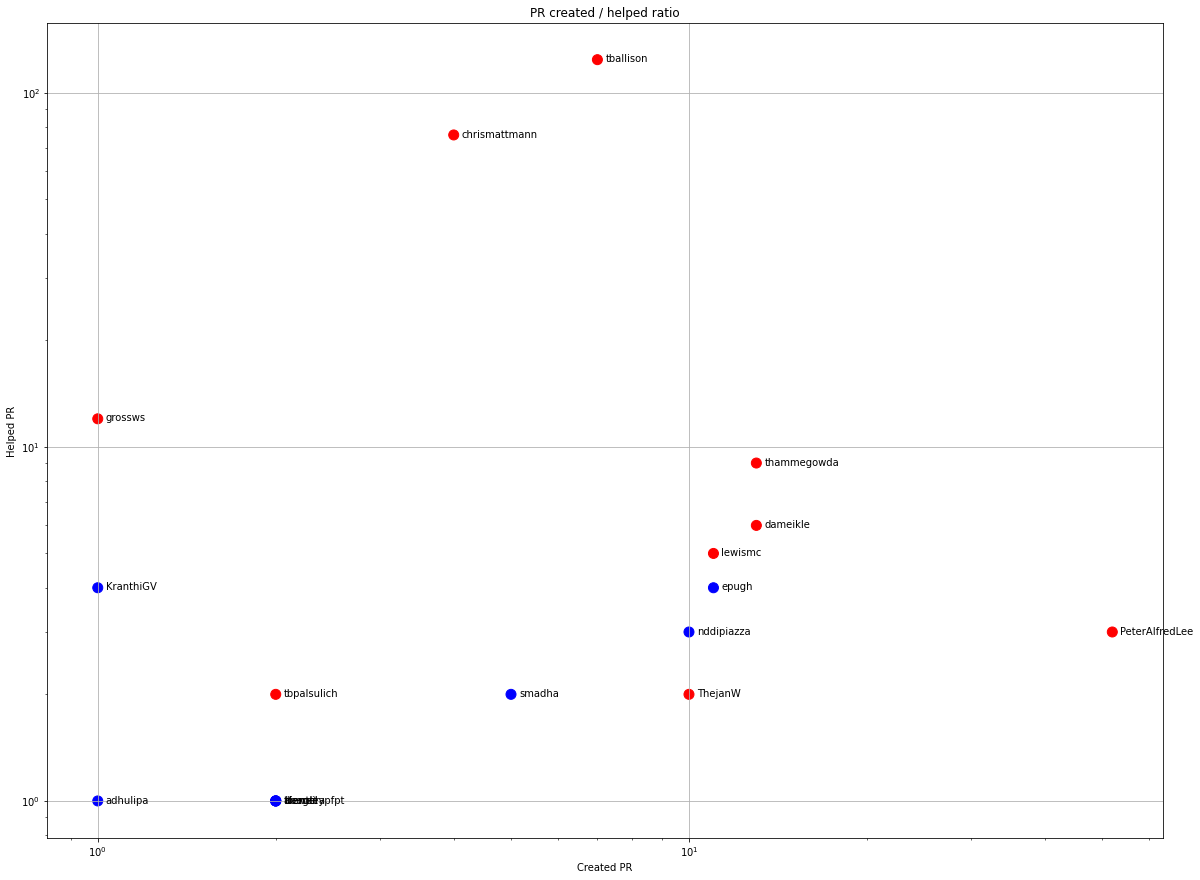 PR created / helped ratio
tballison
10²
chrismattmann
grossws
10¹
thammegowda
dameikle
lewismc
KranthiGV
epugh
nddipiazza
PeterAlfredLee
tbpalsulich
smadha
ThejanW
10⁰
adhulipa
Helped PR
10⁰
10¹
Created PR